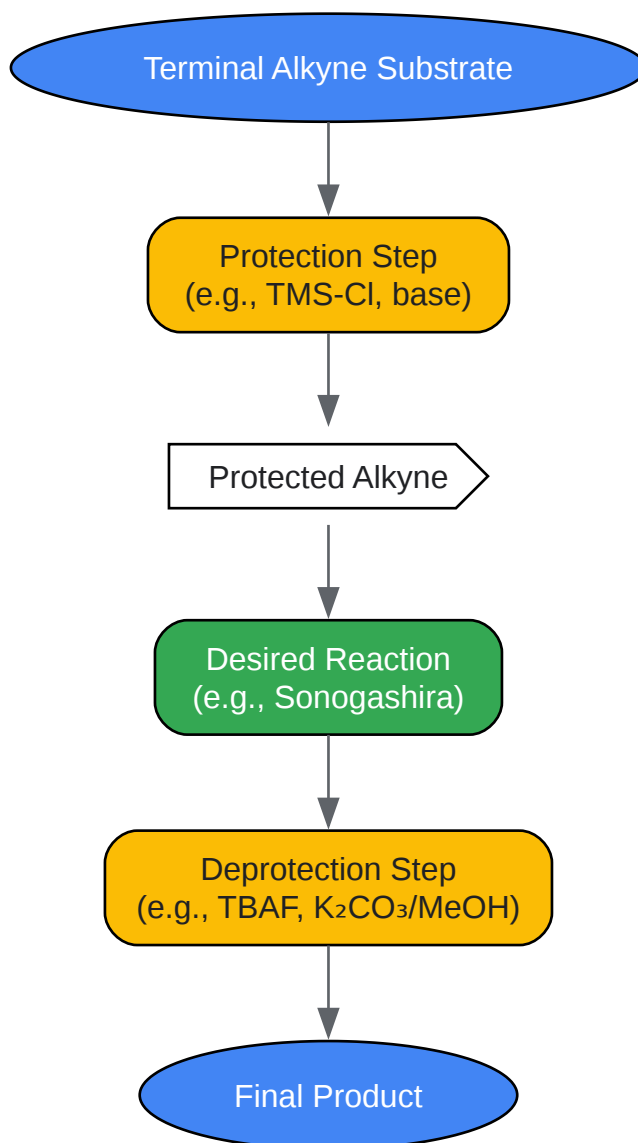 Terminal Alkyne Substrate
Protection Step
(e.g., TMS-Cl, base)
Protected Alkyne
Desired Reaction
(e.g., Sonogashira)
Deprotection Step
(e.g., TBAF, K₂CO₃/MeOH)
Final Product